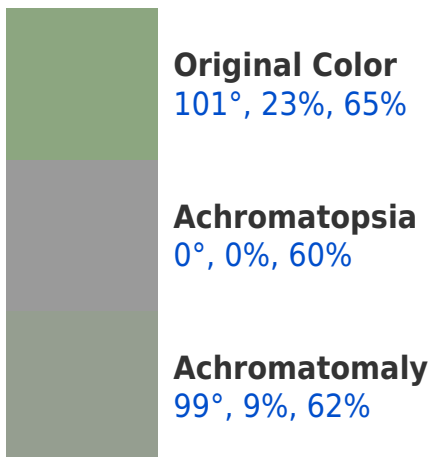 Original Color
101°, 23%, 65%
Achromatopsia
0°, 0%, 60%
Achromatomaly
99°, 9%, 62%